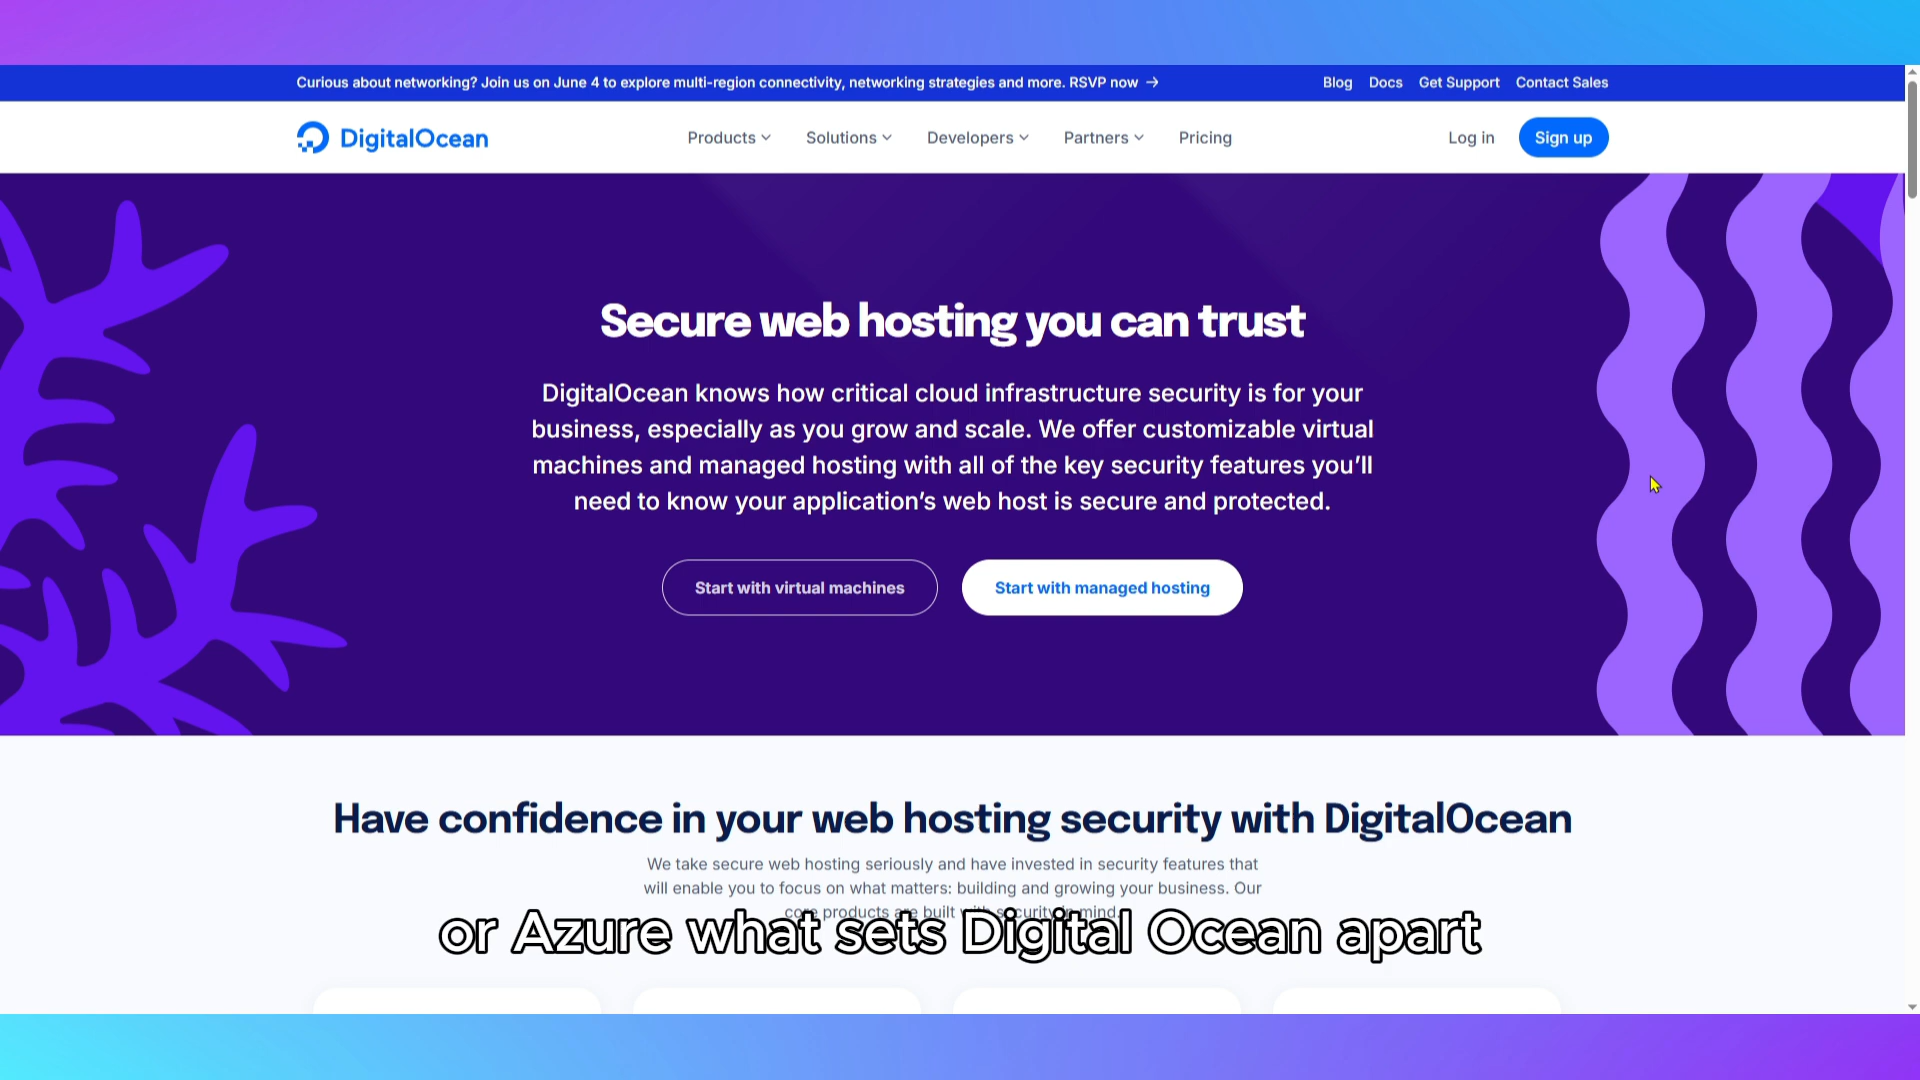 Curious about networking? Join us on June 4 to explore multi-region connectivity, networking strategies and more. RSVP now →
Blog Docs Get Support Contact Sales
DigitalOcean
Products Solutions Developers Partners Pricing
Log in Sign up
Secure web hosting you can trust
DigitalOcean knows how critical cloud infrastructure security is for your
business, especially as you grow and scale. We offer customizable virtual
machines and managed hosting with all of the key security features you’ll
need to know your application’s web host is secure and protected.
Start with virtual machines
Start with managed hosting
Have confidence in your web hosting security with DigitalOcean
We take secure web hosting seriously and have invested in security features that
will enable you to focus on what matters: building and growing your business. Our
core products are built with security in mind.
or Azure what sets Digital Ocean apart